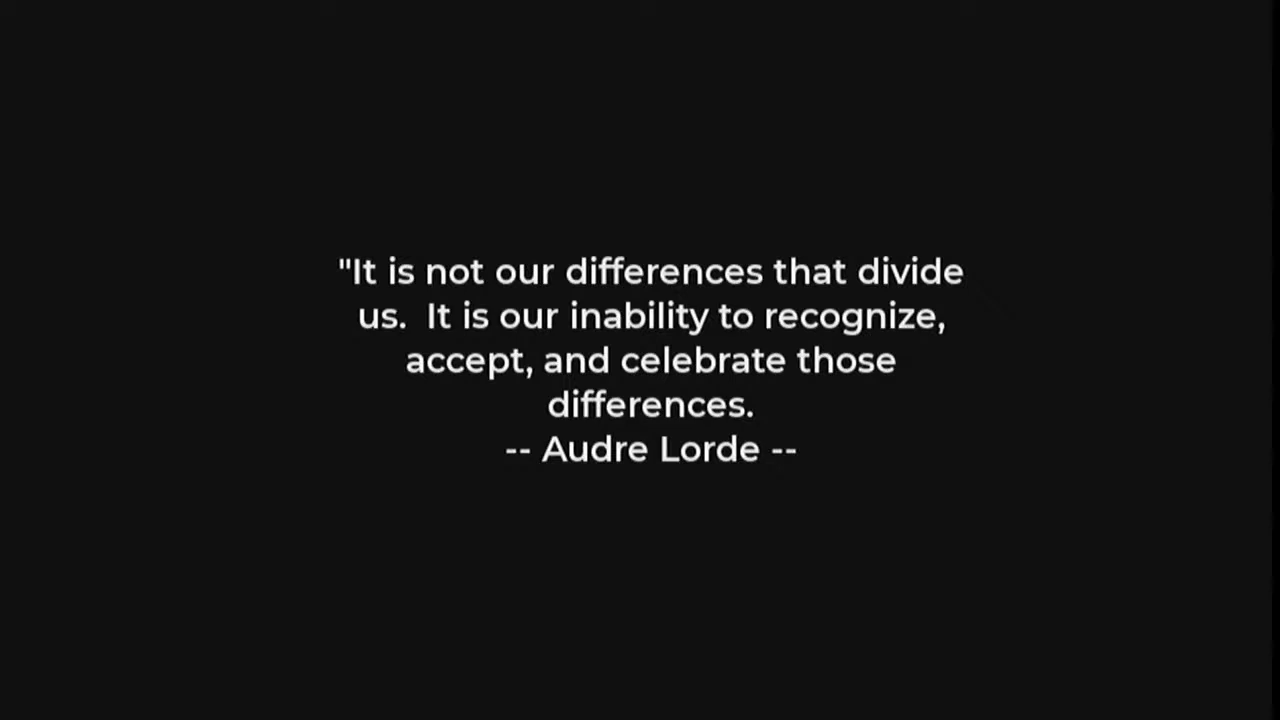 "It is not our differences that divide
us.  It is our inability to recognize,
accept, and celebrate those
differences.
-- Audre Lorde --